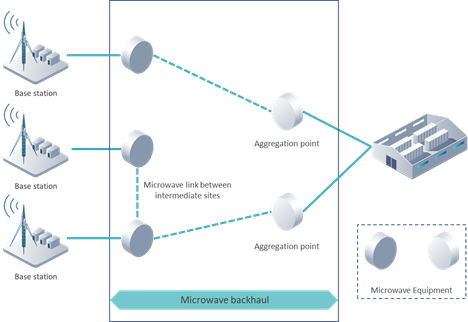 Base station
Aggregation point
Base station
Microwave link between
intermediate sites
Base station
Aggregation point
Microwave backhaul
Microwave Equipment